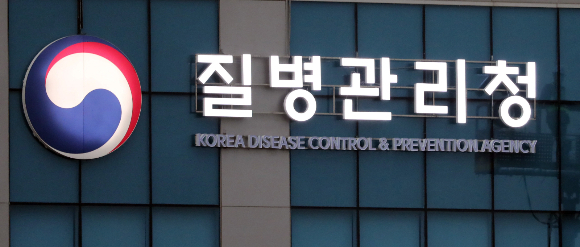 질병관리청
KOREA DISEASE CONTROL & PREVENTION AGENCY